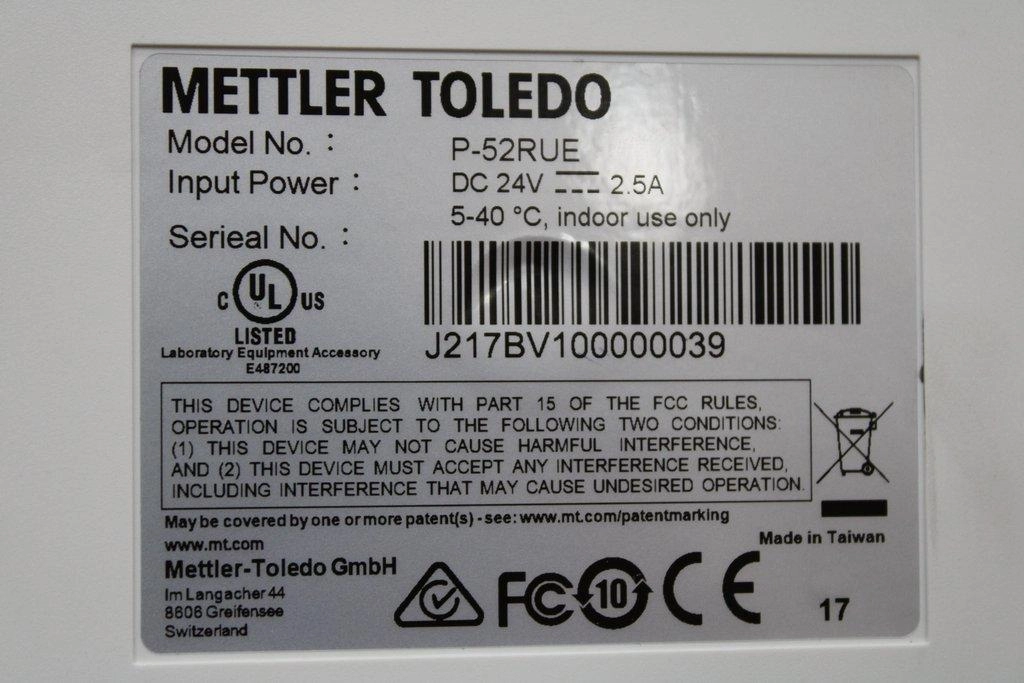 METTLER TOLEDO
Model No. : P-52RUE
Input Power : DC 24V 2.5A
5-40 °C, indoor use only
Serieal No. :
J217BV100000039
C UL US
LISTED
Laboratory Equipment Accessory
E487200
THIS DEVICE COMPLIES WITH PART 15 OF THE FCC RULES,
OPERATION IS SUBJECT TO THE FOLLOWING TWO CONDITIONS:
(1) THIS DEVICE MAY NOT CAUSE HARMFUL INTERFERENCE,
AND (2) THIS DEVICE MUST ACCEPT ANY INTERFERENCE RECEIVED,
INCLUDING INTERFERENCE THAT MAY CAUSE UNDESIRED OPERATION.
May be covered by one or more patent(s) - see: www.mt.com/patentmarking
www.mt.com
Made in Taiwan
Mettler-Toledo GmbH
Im Langacher 44
8606 Greifensee
Switzerland
FC 10 CE 17